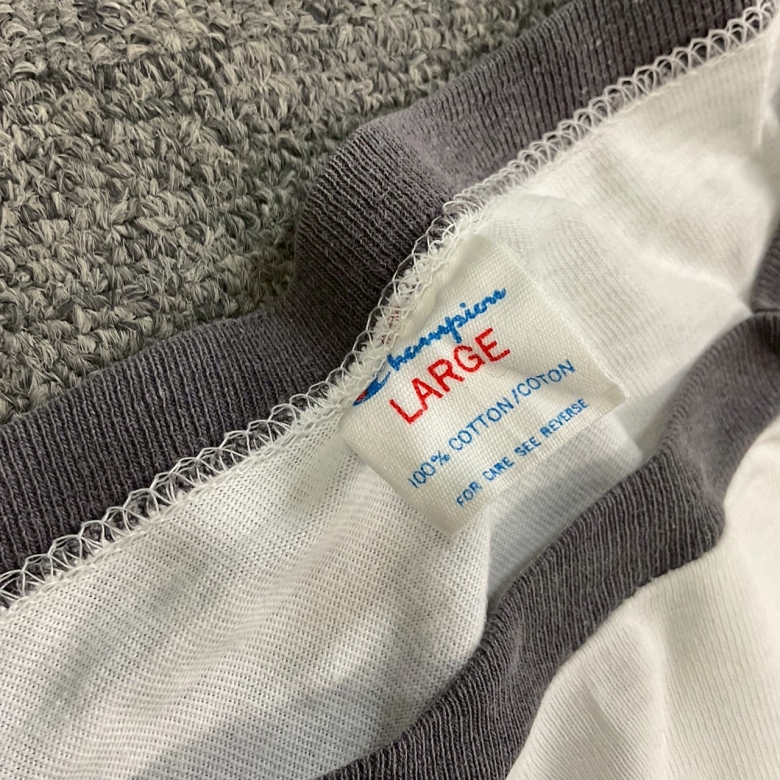 Champion
LARGE
100% COTTON/COTON
FOR CARE SEE REVERSE